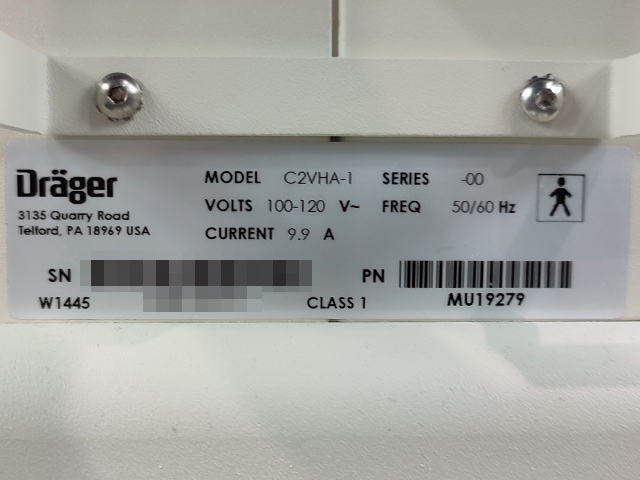 Dräger
3135 Quarry Road
Telford, PA 18969 USA
MODEL C2VHA-1 SERIES -00
VOLTS 100-120 V~ FREQ 50/60 Hz
CURRENT 9.9 A
SN
PN
W1445
CLASS 1
MU19279